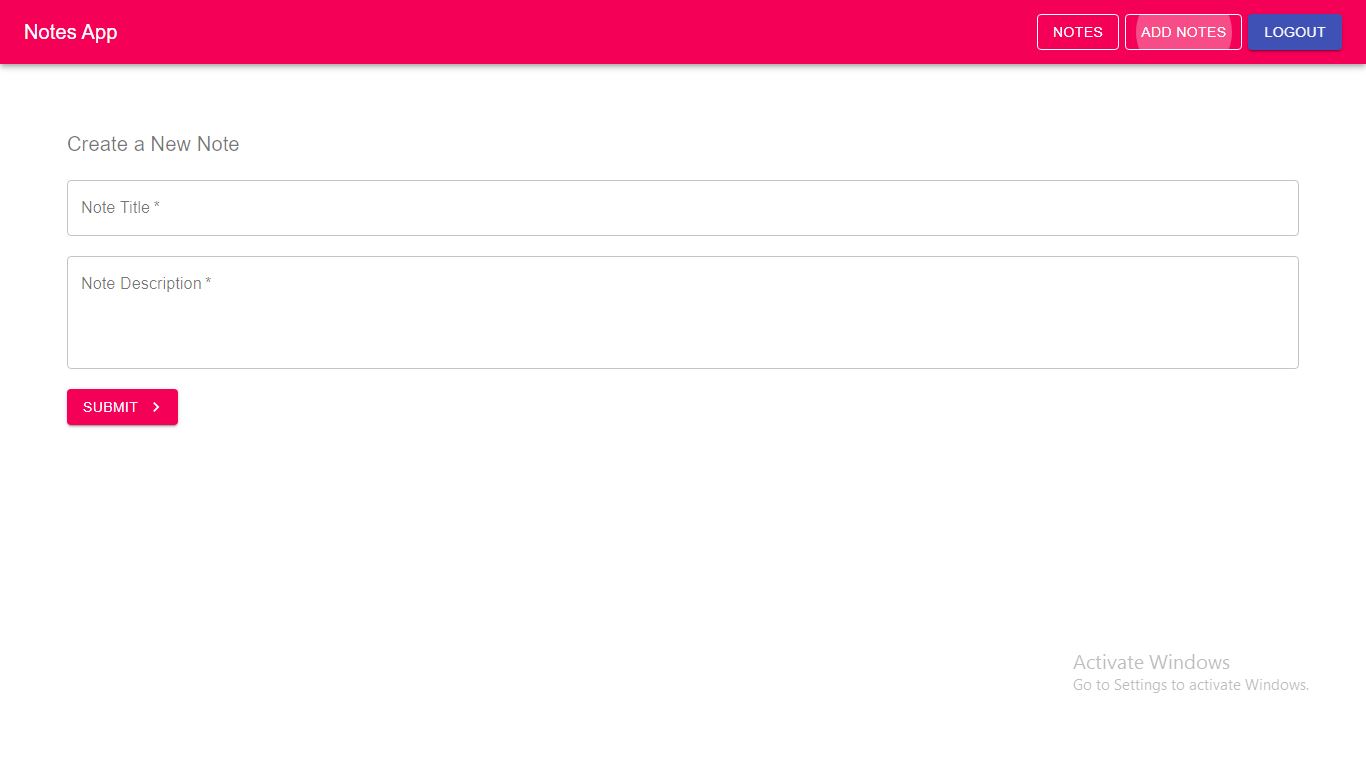 Notes App
NOTES
ADD NOTES
LOGOUT
Create a New Note
Note Title *
Note Description *
SUBMIT
Activate Windows
Go to Settings to activate Windows.